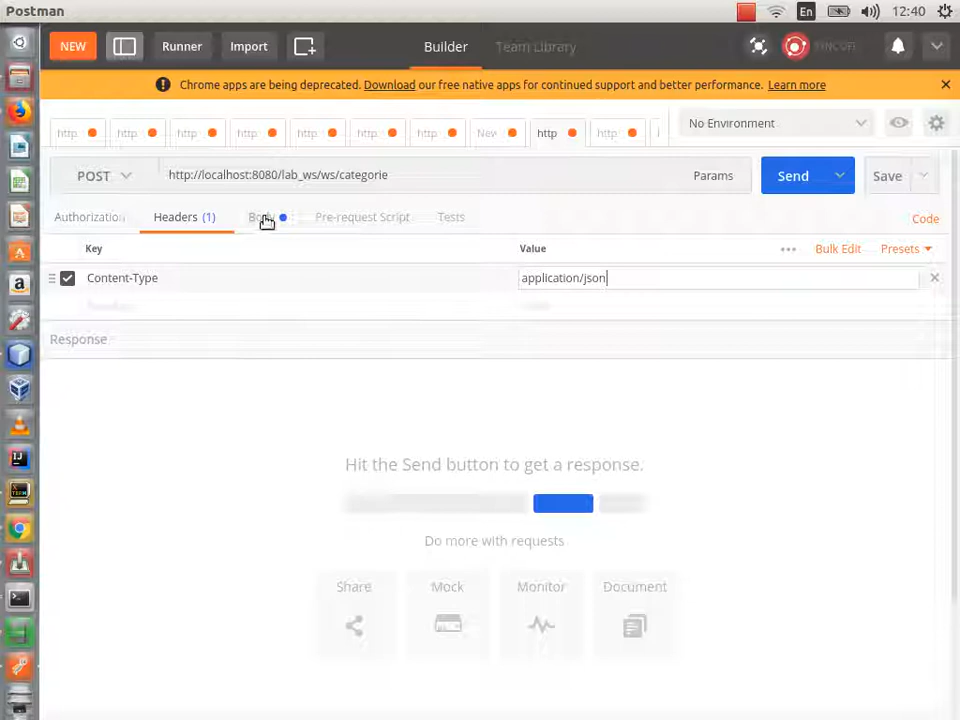 Postman
En
12:40
NEW
Runner
Import
Builder
Team Library
SYNC OFF
Chrome apps are being deprecated. Download our free native apps for continued support and better performance. Learn more
http
http
http
http
http
http
http
New
http
http
No Environment
POST
http://localhost:8080/lab_ws/ws/categorie
Params
Send
Save
Authorization
Headers (1)
Body
Pre-request Script
Tests
Code
Key
Value
Bulk Edit
Presets
Content-Type
application/json
Response
Hit the Send button to get a response.
Do more with requests
Share
Mock
Monitor
Document